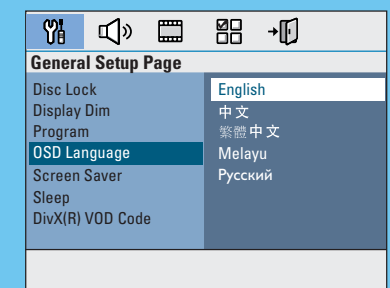 General Setup Page
Disc Lock
Display Dim
Program
OSD Language
Screen Saver
Sleep
DivX(R) VOD Code
English
中文
繁體中文
Melayu
Русский